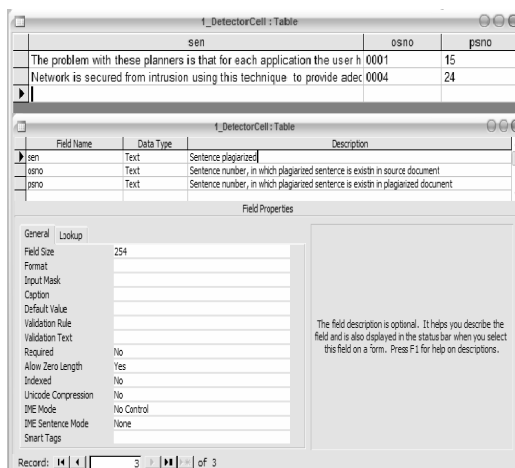 1_DetectorCell : Table
sen osno psno
The problem with these planners is that for each application the user h 0001 15
Network is secured from intrusion using this technique to provide adec 0004 24
1_DetectorCell : Table
Field Name Data Type Description
sen Text Sentence plagiarized
osno Text Sentence number, in which plagiarized sentence is existin in source document
psno Text Sentence number, in which plagiarized sentence is existin in plagiarized document
Field Properties
General Lookup
Field Size 254
Format
Input Mask
Caption
Default Value
Validation Rule
Validation Text
Required No
Allow Zero Length Yes
Indexed No
Unicode Compression No
IME Mode No Control
IME Sentence Mode None
Smart Tags
The field description is optional. It helps you describe the
field and is also displayed in the status bar when you select
this field on a form. Press F1 for help on descriptions.
Record: 3 of 3